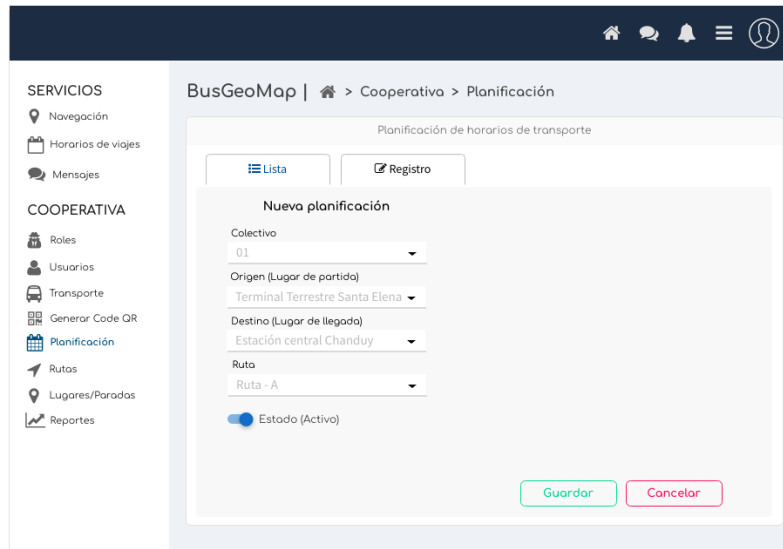 SERVICIOS
Navegación
Horarios de viajes
Mensajes
COOPERATIVA
Roles
Usuarios
Transporte
Generar Code QR
Planificación
Rutas
Lugares/Paradas
Reportes
BusGeoMap | > Cooperativa > Planificación
Planificación de horarios de transporte
Lista
Registro
Nueva planificación
Colectivo
01
Origen (Lugar de partida)
Terminal Terrestre Santa Elena
Destino (Lugar de llegada)
Estación central Chanduy
Ruta
Ruta - A
Estado (Activo)
Guardar
Cancelar